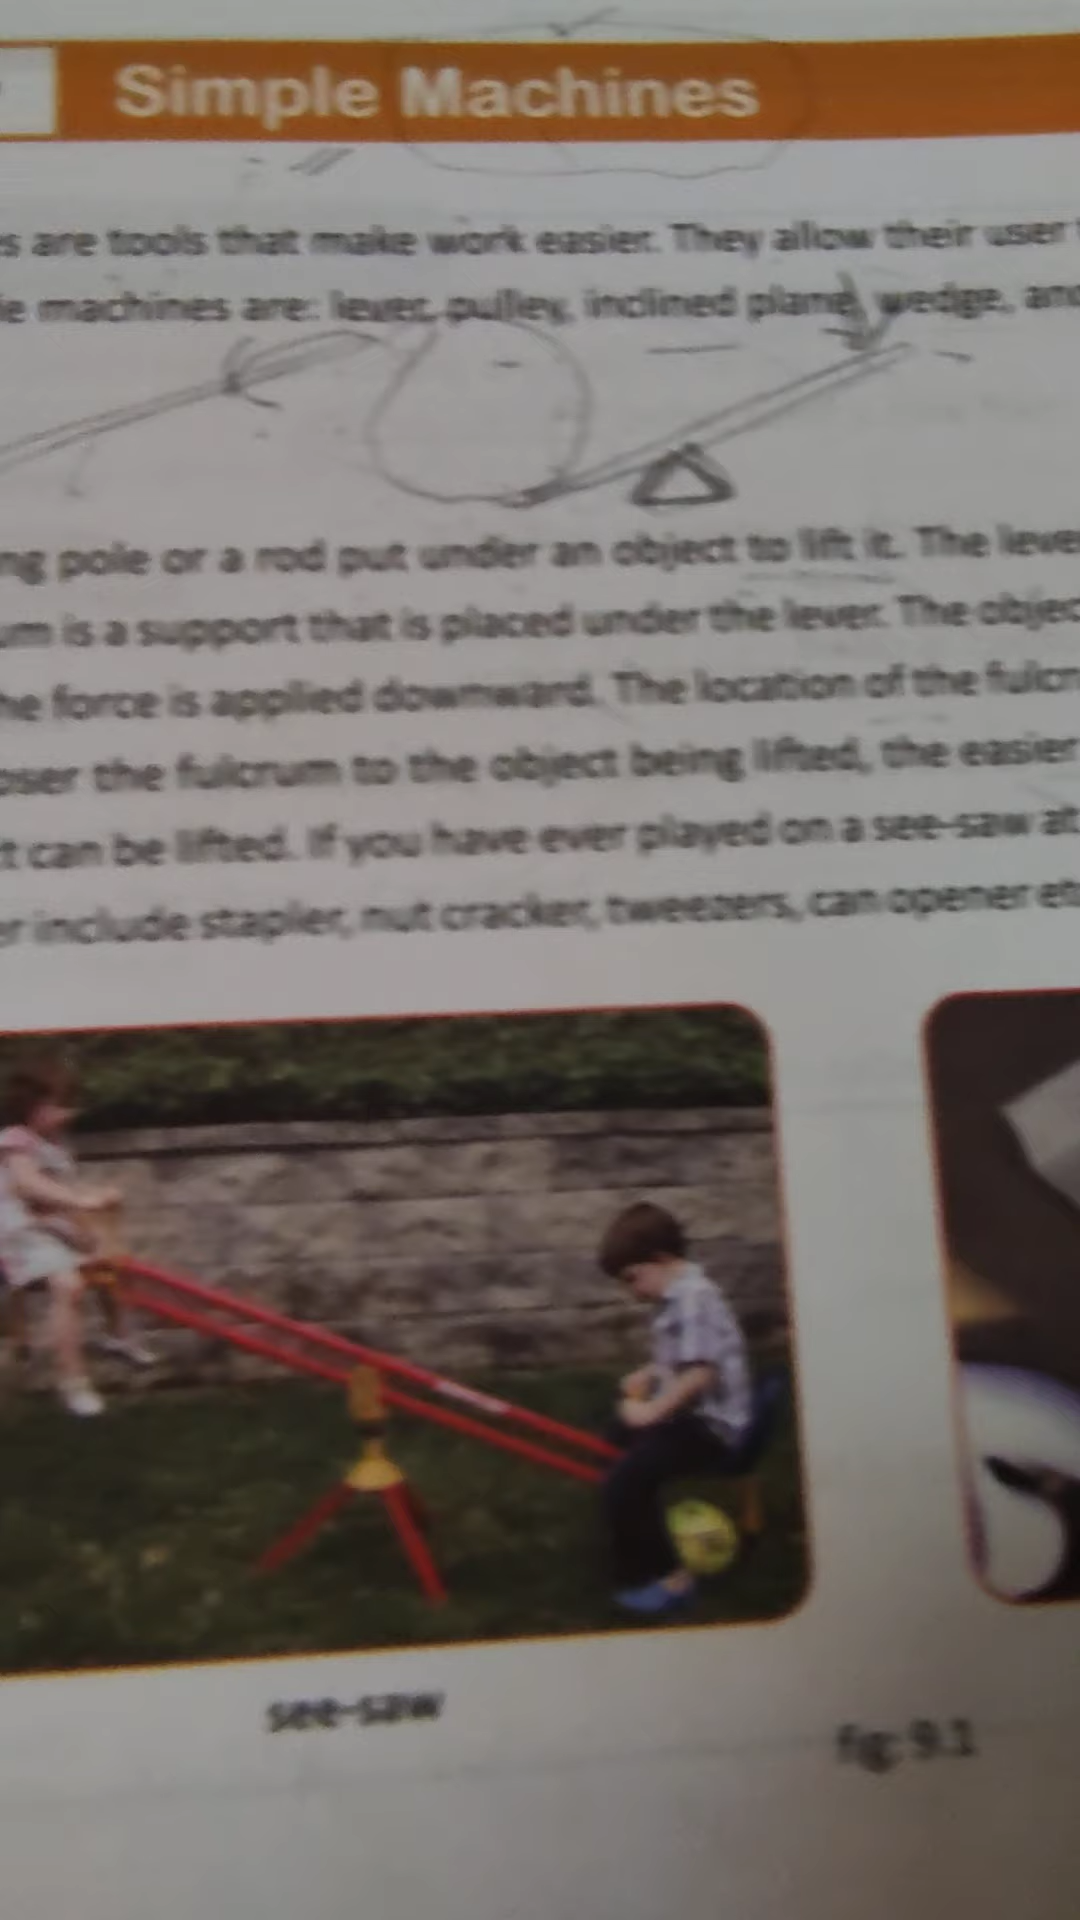 Simple Machines
s are tools that make work easier. They allow their user
le machines are: lever, pulley, inclined plane, wedge, and
ng pole or a rod put under an object to lift it. The leve
um is a support that is placed under the lever. The objec
he force is applied downward. The location of the fulcr
oser the fulcrum to the object being lifted, the easier
t can be lifted. If you have ever played on a see-saw at
er include stapler, nut cracker, tweezers, can opener et
see-saw
fig: 9.1